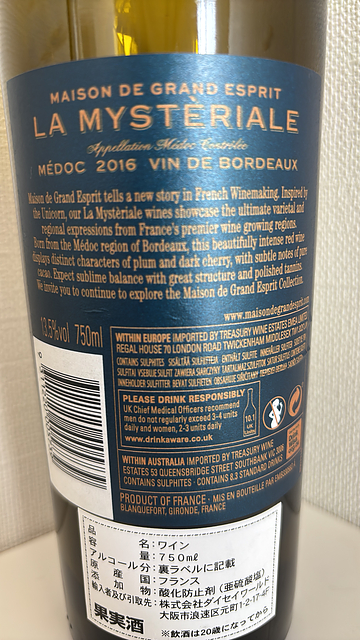 MAISON DE GRAND ESPRIT
LA MYSTÈRIALE
Appellation Médoc Contrôlée
MÉDOC 2016 VIN DE BORDEAUX
Maison de Grand Esprit tells a new story in French Winemaking. Inspired by
the Unicorn, our La Mystèriale wines showcase the ultimate varietal and
regional expressions from France's premier wine growing regions.
Born from the Médoc region of Bordeaux, this beautifully intense red wine
displays distinct characters of plum and dark cherry, with subtle notes of pure
cacao. Expect sublime balance with great structure and polished tannins.
We invite you to continue to explore the Maison de Grand Esprit Collection.
www.maisondegrandesprit.
13.5%vol 750ml
WITHIN EUROPE IMPORTED BY TREASURY WINE ESTATES EMEA
REGAL HOUSE 70 LONDON ROAD TWICKENHAM MIDDLESEX
CONTAINS SULPHITES
PLEASE DRINK RESPONSIBLY
UK Chief Medical Officers recommend
men do not regularly exceed 3-4 units
daily and women, 2-3 units daily
www.drinkaware.co.uk
10.1
WITHIN AUSTRALIA IMPORTED BY TREASURY WINE
ESTATES 53 QUEENSBRIDGE STREET SOUTHBANK VIC
CONTAINS SULPHITES · CONTAINS 8.3 STANDARD DRINKS
PRODUCT OF FRANCE · MIS EN BOUTEILLE PAR
BLANQUEFORT, GIRONDE, FRANCE
品名:ワイン
容量:750mℓ
アルコール分:裏ラベルに記載
原産国:フランス
添加物:酸化防止剤(亜硫酸塩)
輸入者及び引取先:株式会社ダイセイワールド
大阪市浪速区元町1-2-17-4F
果実酒
※飲酒は20歳になってから